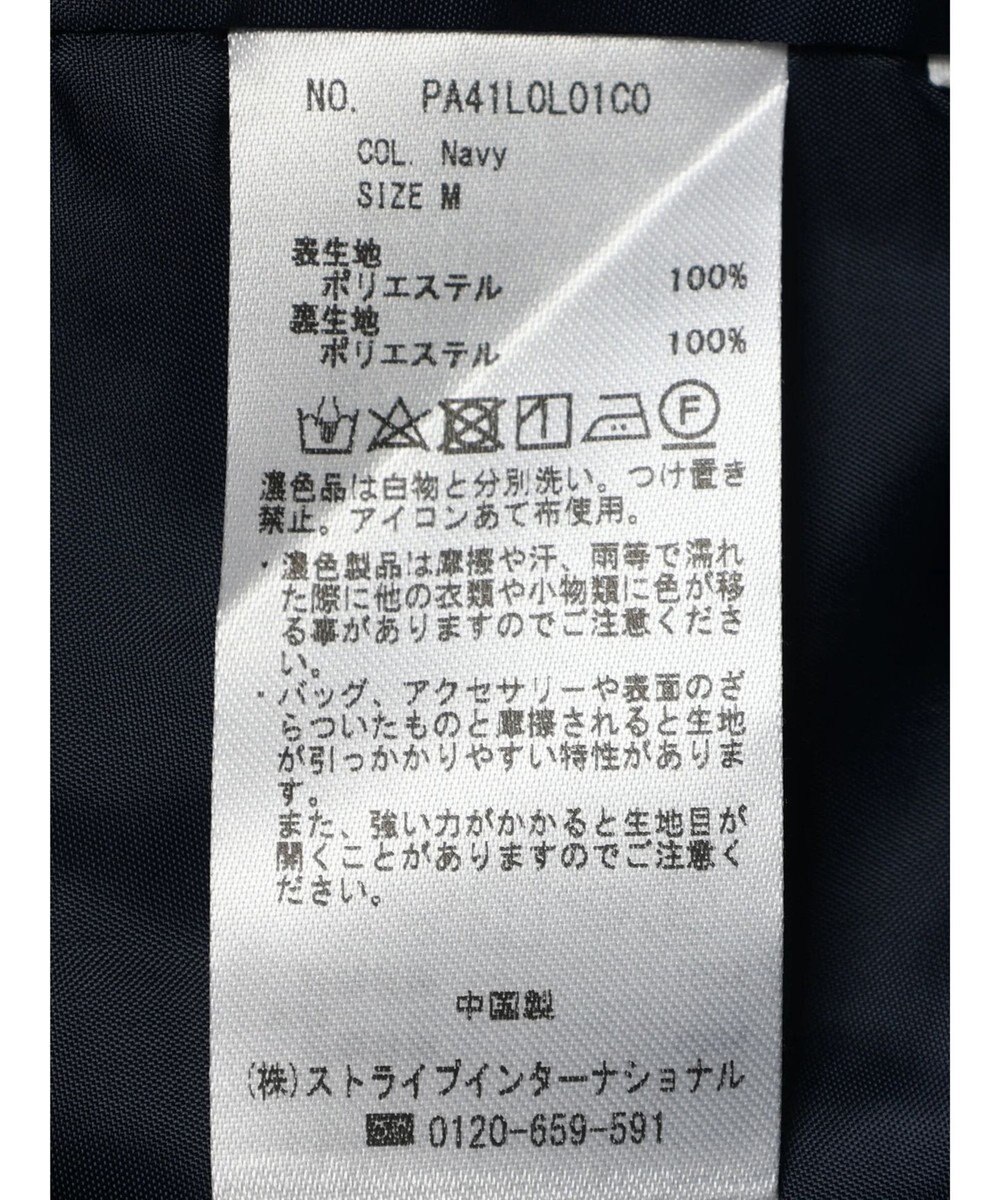 NO. PA41L0L01C0
COL. Navy
SIZE M
表生地
ポリエステル 100%
裏生地
ポリエステル 100%
F
濃色品は白物と分別洗い。つけ置き
禁止。アイロンあて布使用。
・濃色製品は摩擦や汗、雨等で濡れ
た際に他の衣類や小物類に色が移
る事がありますのでご注意くださ
い。
・バッグ、アクセサリーや表面のざ
らついたものと摩擦されると生地
が引っかかりやすい特性がありま
す。
また、強い力がかかると生地目が
開くことがありますのでご注意く
ださい。
中国製
(株)ストライプインターナショナル
0120-659-591